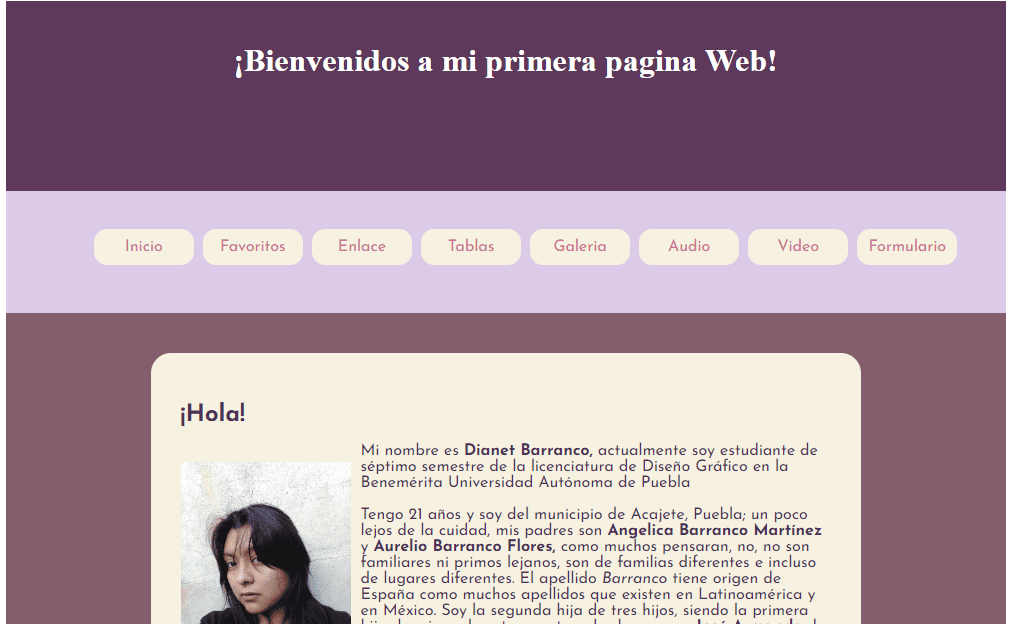 ¡Bienvenidos a mi primera pagina Web!
Inicio Favoritos Enlace Tablas Galeria Audio Video Formulario
¡Hola!
Mi nombre es Dianet Barranco, actualmente soy estudiante de
séptimo semestre de la licenciatura de Diseño Gráfico en la
Benemérita Universidad Autónoma de Puebla
Tengo 21 años y soy del municipio de Acajete, Puebla; un poco
lejos de la cuidad, mis padres son Angelica Barranco Martínez
y Aurelio Barranco Flores, como muchos pensaran, no, no son
familiares ni primos lejanos, son de familias diferentes e incluso
de lugares diferentes. El apellido Barranco tiene origen de
España como muchos apellidos que existen en Latinoamérica y
en México. Soy la segunda hija de tres hijos, siendo la primera